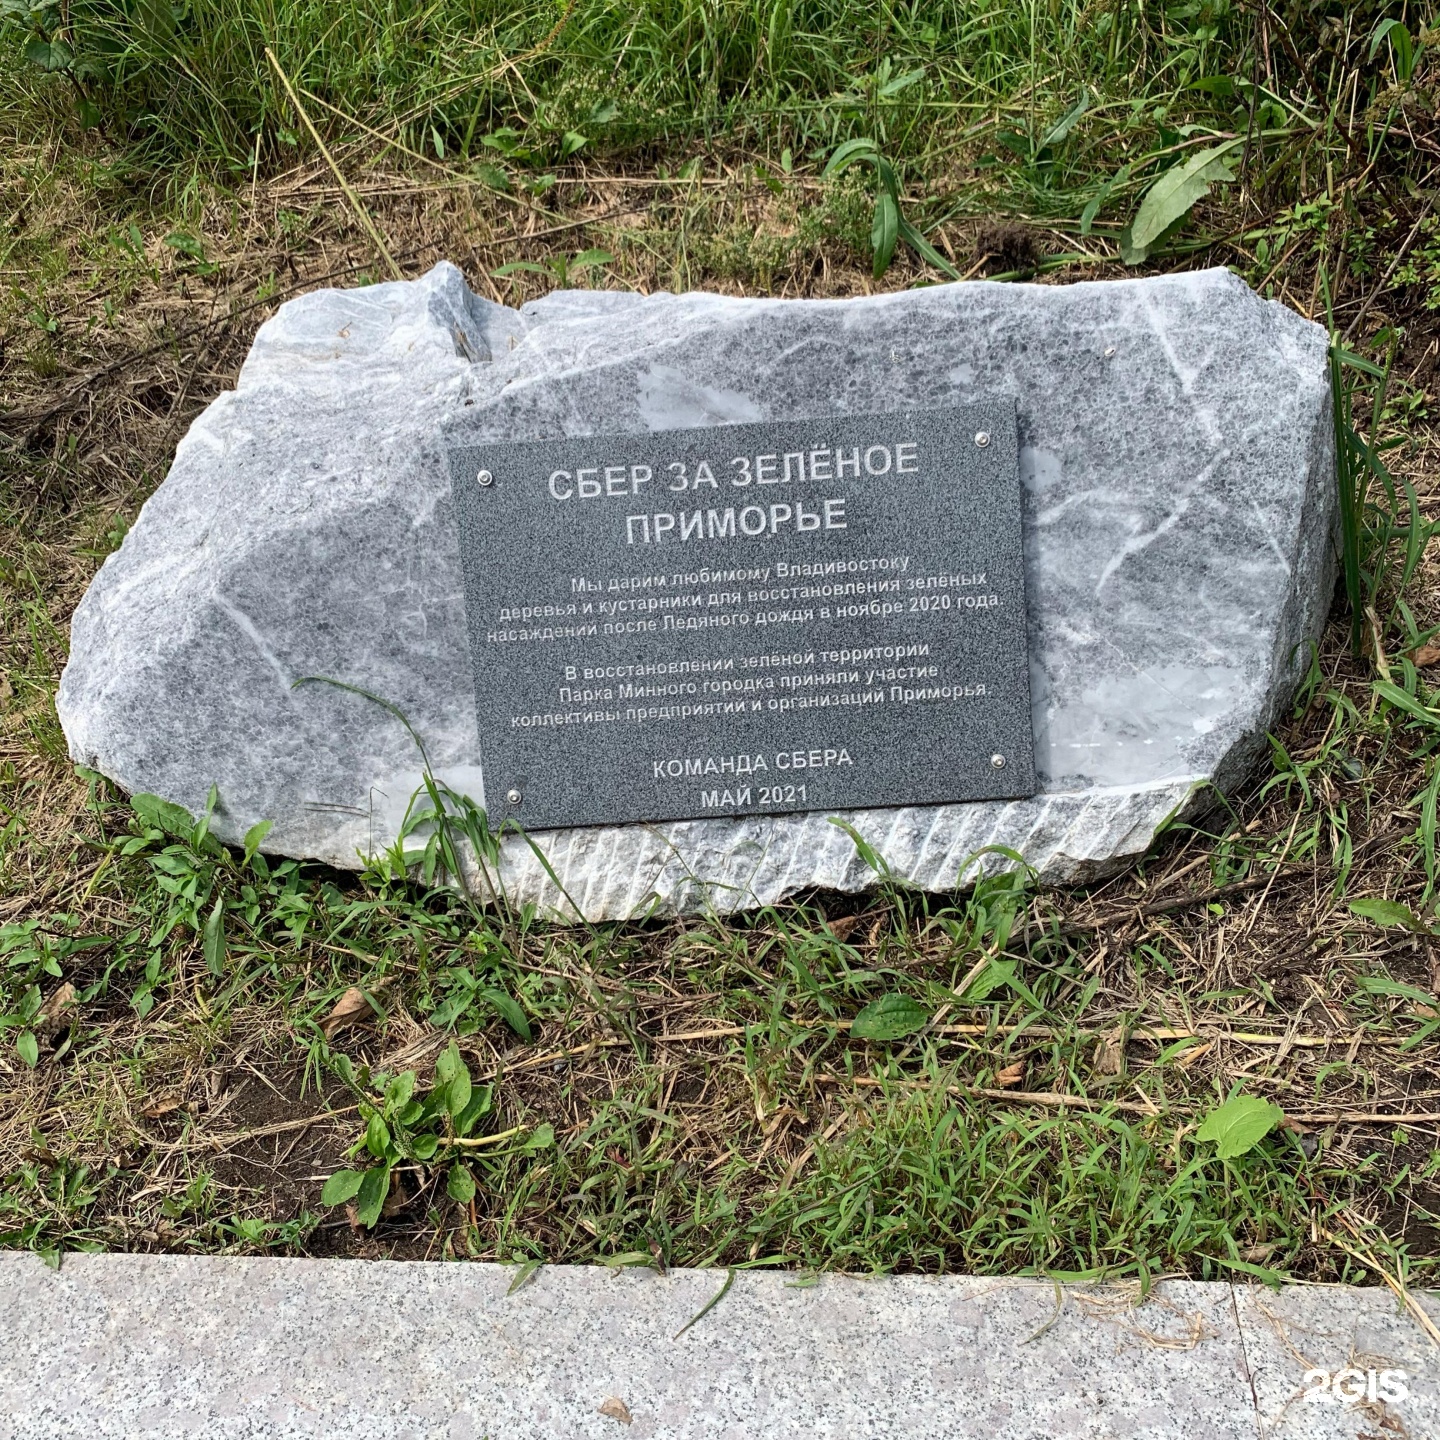 СБЕР ЗА ЗЕЛЁНОЕ
ПРИМОРЬЕ
Мы дарим любимому Владивостоку
деревья и кустарники для восстановления зелёных
насаждений после Ледяного дождя в ноябре 2020 года.
В восстановлении зелёной территории
Парка Минного городка приняли участие
коллективы предприятий и организаций Приморья.
КОМАНДА СБЕРА
МАЙ 2021
2GIS